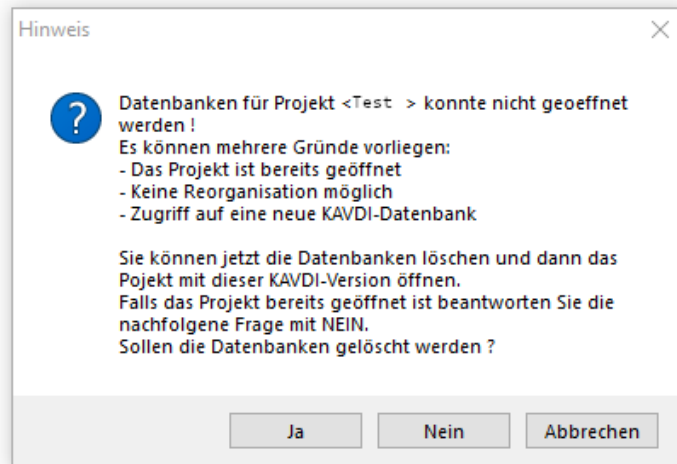 Hinweis
Datenbanken für Projekt <Test > konnte nicht geoeffnet
werden !
Es können mehrere Gründe vorliegen:
- Das Projekt ist bereits geöffnet
- Keine Reorganisation möglich
- Zugriff auf eine neue KAVDI-Datenbank
Sie können jetzt die Datenbanken löschen und dann das
Pojekt mit dieser KAVDI-Version öffnen.
Falls das Projekt bereits geöffnet ist beantworten Sie die
nachfolgene Frage mit NEIN.
Sollen die Datenbanken gelöscht werden ?
Ja Nein Abbrechen